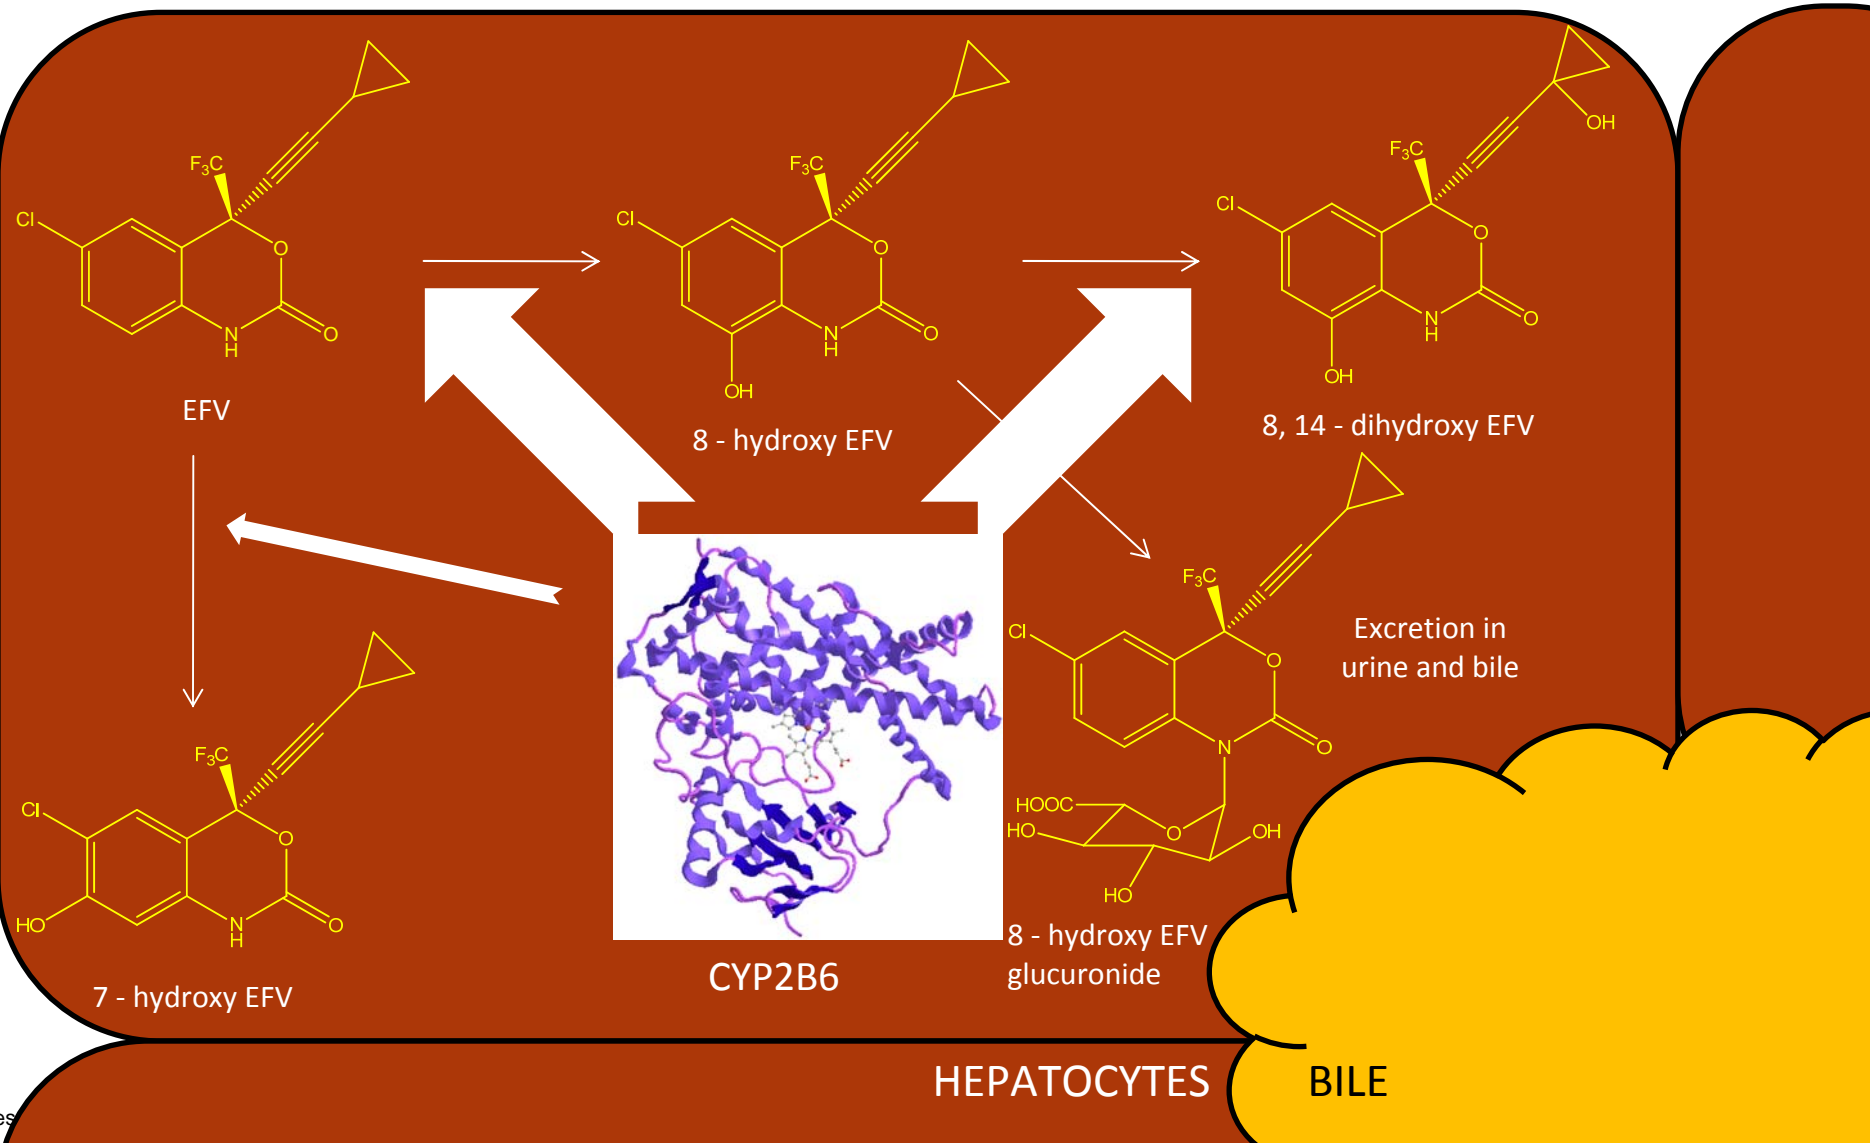 F3C
Cl
O
N
H
O
EFV
F3C
Cl
O
N
H
O
OH
8 - hydroxy EFV
OH
F3C
Cl
O
N
H
O
OH
8, 14 - dihydroxy EFV
F3C
Cl
O
HO
N
H
O
7 - hydroxy EFV
CYP2B6
F3C
Cl
O
N
O
HOOC
HO
O
OH
HO
8 - hydroxy EFV
glucuronide
Excretion in
urine and bile
HEPATOCYTES
BILE